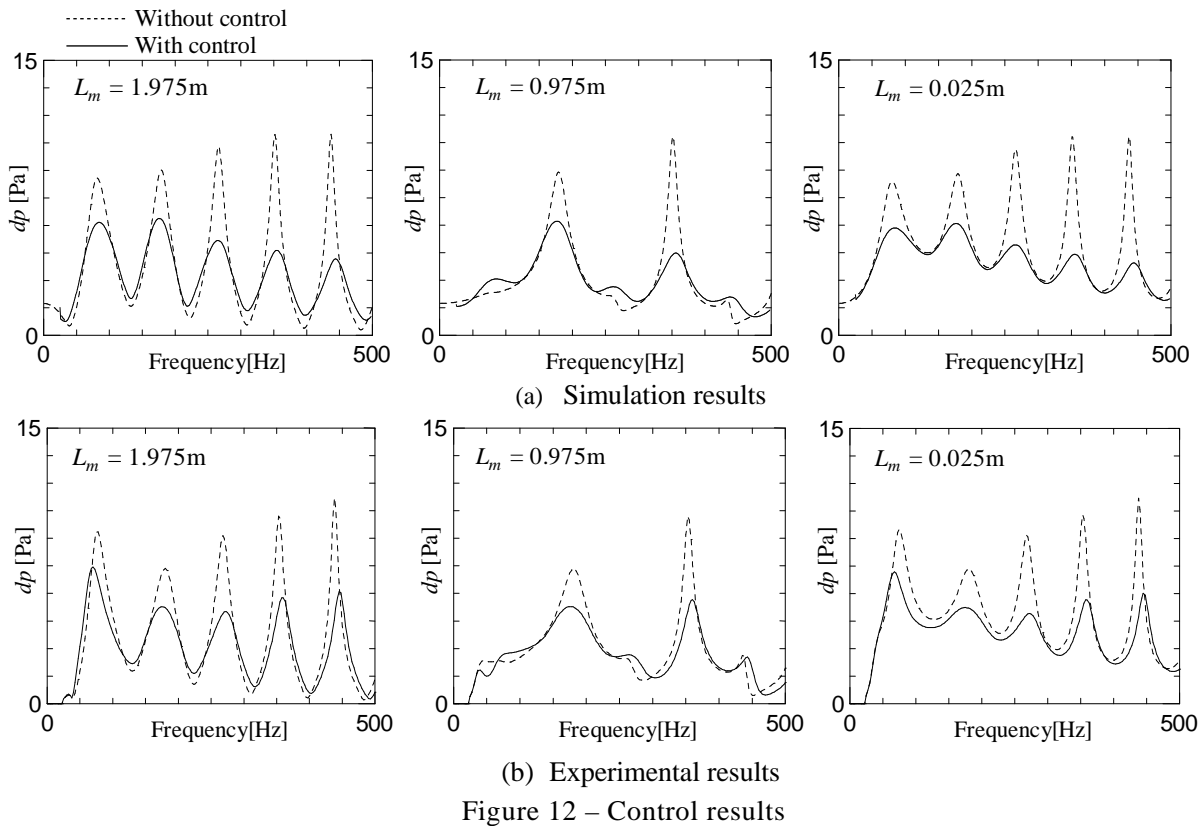 Without control
With control
15
L_m = 1.975m
dp [Pa]
0
0
Frequency[Hz]
500
15
L_m = 0.975m
dp [Pa]
0
0
Frequency[Hz]
500
15
L_m = 0.025m
dp [Pa]
0
0
Frequency[Hz]
500
(a) Simulation results
15
L_m = 1.975m
dp [Pa]
0
0
Frequency[Hz]
500
15
L_m = 0.975m
dp [Pa]
0
0
Frequency[Hz]
500
15
L_m = 0.025m
dp [Pa]
0
0
Frequency[Hz]
500
(b) Experimental results
Figure 12 – Control results